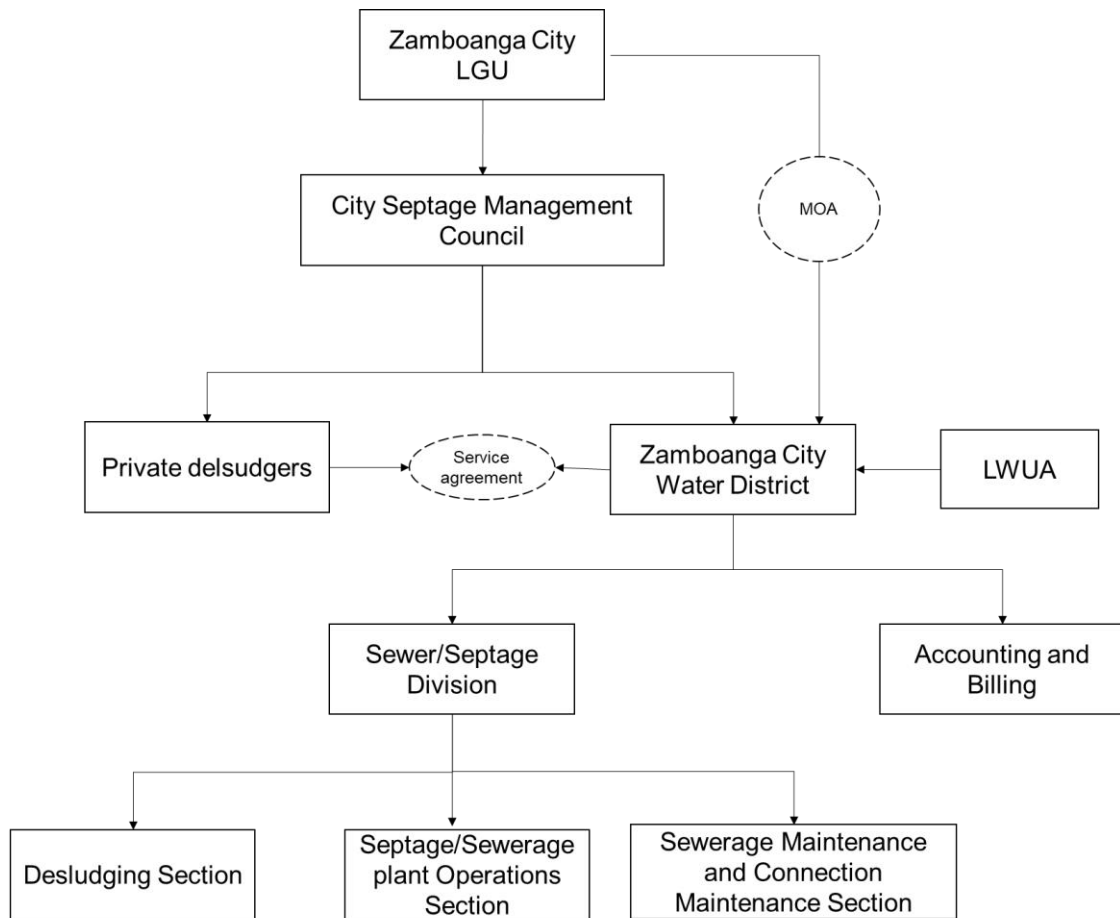 Zamboanga City
LGU
City Septage Management
Council
MOA
Private delsudgers
Service
agreement
Zamboanga City
Water District
LWUA
Sewer/Septage
Division
Accounting and
Billing
Desludging Section
Septage/Sewerage
plant Operations
Section
Sewerage Maintenance
and Connection
Maintenance Section